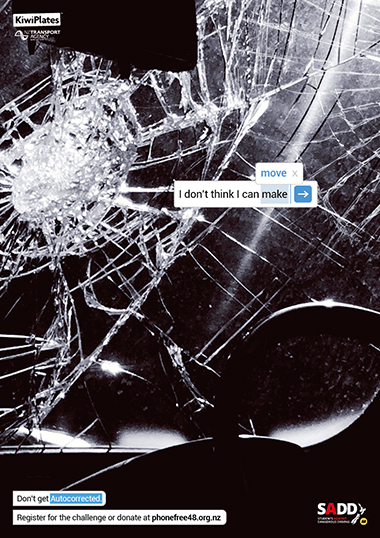 KiwiPlates
NZ TRANSPORT
AGENCY
move x
I don't think I can make
Don't get Autocorrected.
Register for the challenge or donate at phonefree48.org.nz
SADD
STUDENTS AGAINST
DANGEROUS DRIVING